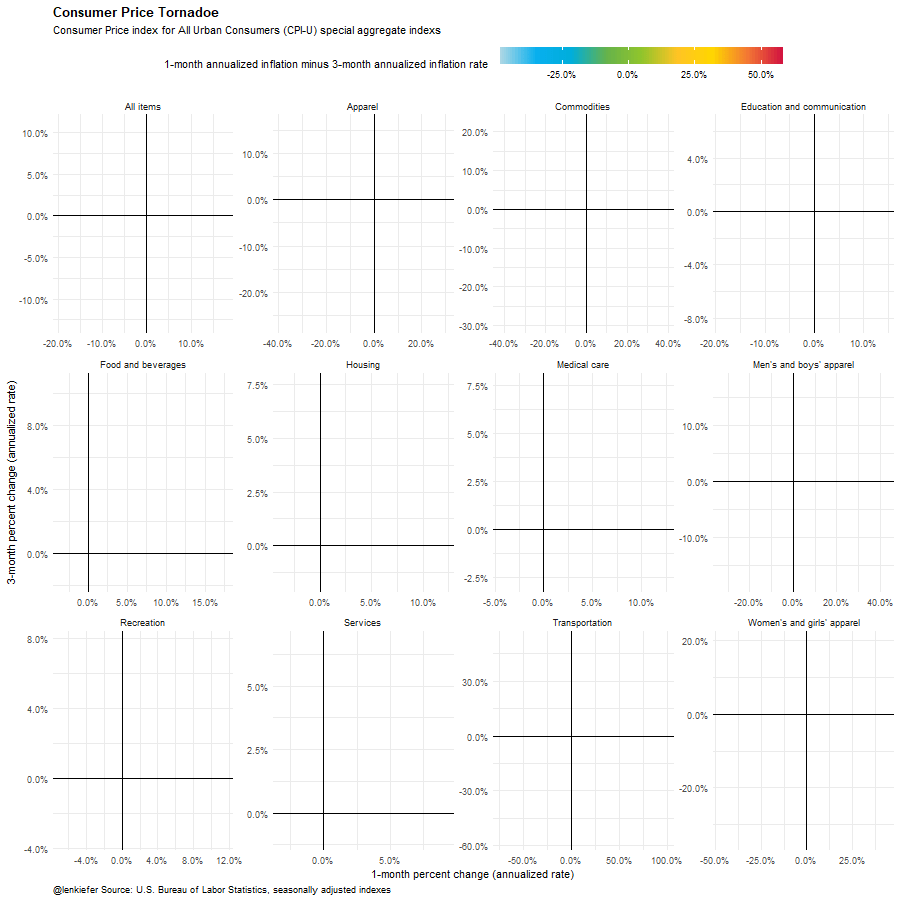 Consumer Price Tornadoe
Consumer Price index for All Urban Consumers (CPI-U) special aggregate indexs
1-month annualized inflation minus 3-month annualized inflation rate
-25.0% 0.0% 25.0% 50.0%
All items Apparel Commodities Education and communication
10.0%
5.0%
0.0%
-5.0%
-10.0%
-20.0% -10.0% 0.0% 10.0%
10.0%
0.0%
-10.0%
-20.0%
-40.0% -20.0% 0.0% 20.0%
20.0%
10.0%
0.0%
-10.0%
-20.0%
-30.0%
-40.0% -20.0% 0.0% 20.0% 40.0%
4.0%
0.0%
-4.0%
-8.0%
-20.0% -10.0% 0.0% 10.0%
3-month percent change (annualized rate)
Food and beverages Housing Medical care Men's and boys' apparel
8.0%
4.0%
0.0%
0.0% 5.0% 10.0% 15.0%
7.5%
5.0%
2.5%
0.0%
0.0% 5.0% 10.0%
7.5%
5.0%
2.5%
0.0%
-2.5%
-5.0% 0.0% 5.0% 10.0%
10.0%
0.0%
-10.0%
-20.0% 0.0% 20.0% 40.0%
Recreation Services Transportation Women's and girls' apparel
8.0%
4.0%
0.0%
-4.0%
-4.0% 0.0% 4.0% 8.0% 12.0%
5.0%
2.5%
0.0%
0.0% 5.0%
30.0%
0.0%
-30.0%
-60.0%
-50.0% 0.0% 50.0% 100.0%
20.0%
0.0%
-20.0%
-50.0% -25.0% 0.0% 25.0%
1-month percent change (annualized rate)
@lenkiefer Source: U.S. Bureau of Labor Statistics, seasonally adjusted indexes